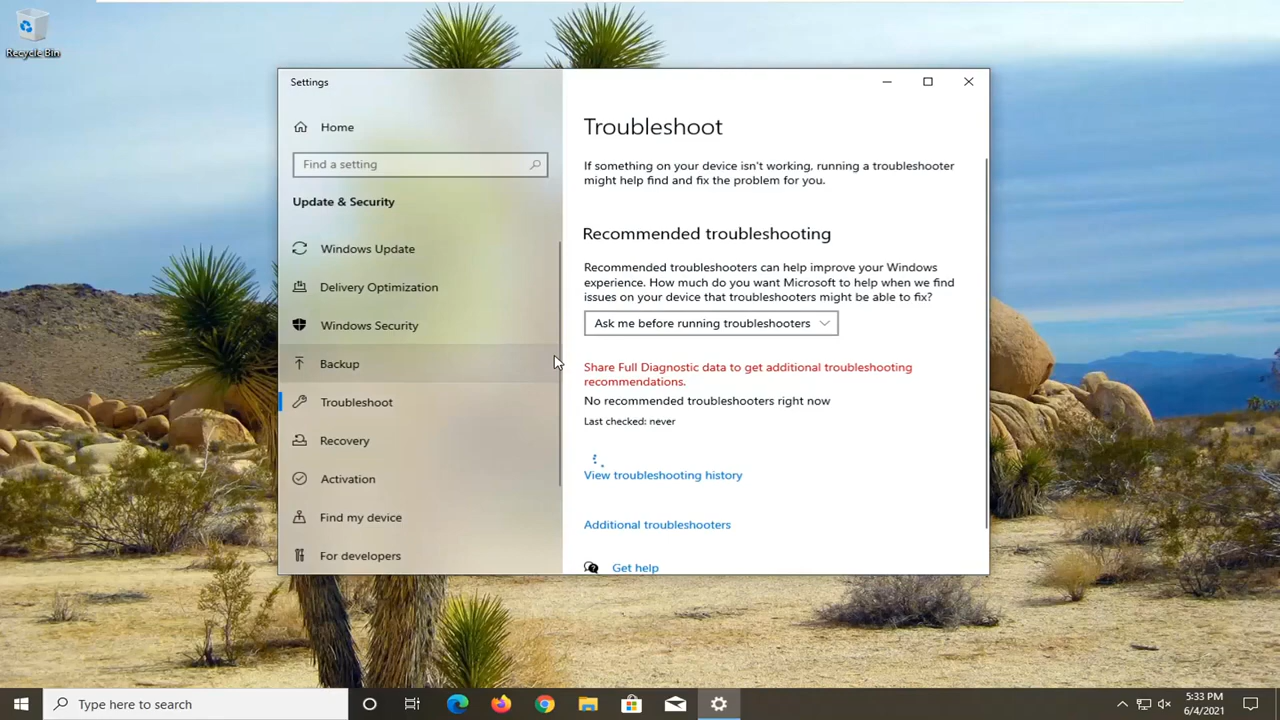 Recycle Bin
Settings
Home
Find a setting
Update & Security
Windows Update
Delivery Optimization
Windows Security
Backup
Troubleshoot
Recovery
Activation
Find my device
For developers
Troubleshoot
If something on your device isn't working, running a troubleshooter
might help find and fix the problem for you.
Recommended troubleshooting
Recommended troubleshooters can help improve your Windows
experience. How much do you want Microsoft to help when we find
issues on your device that troubleshooters might be able to fix?
Ask me before running troubleshooters
Share Full Diagnostic data to get additional troubleshooting
recommendations.
No recommended troubleshooters right now
Last checked: never
View troubleshooting history
Additional troubleshooters
Get help
Type here to search
5:33 PM
6/4/2021